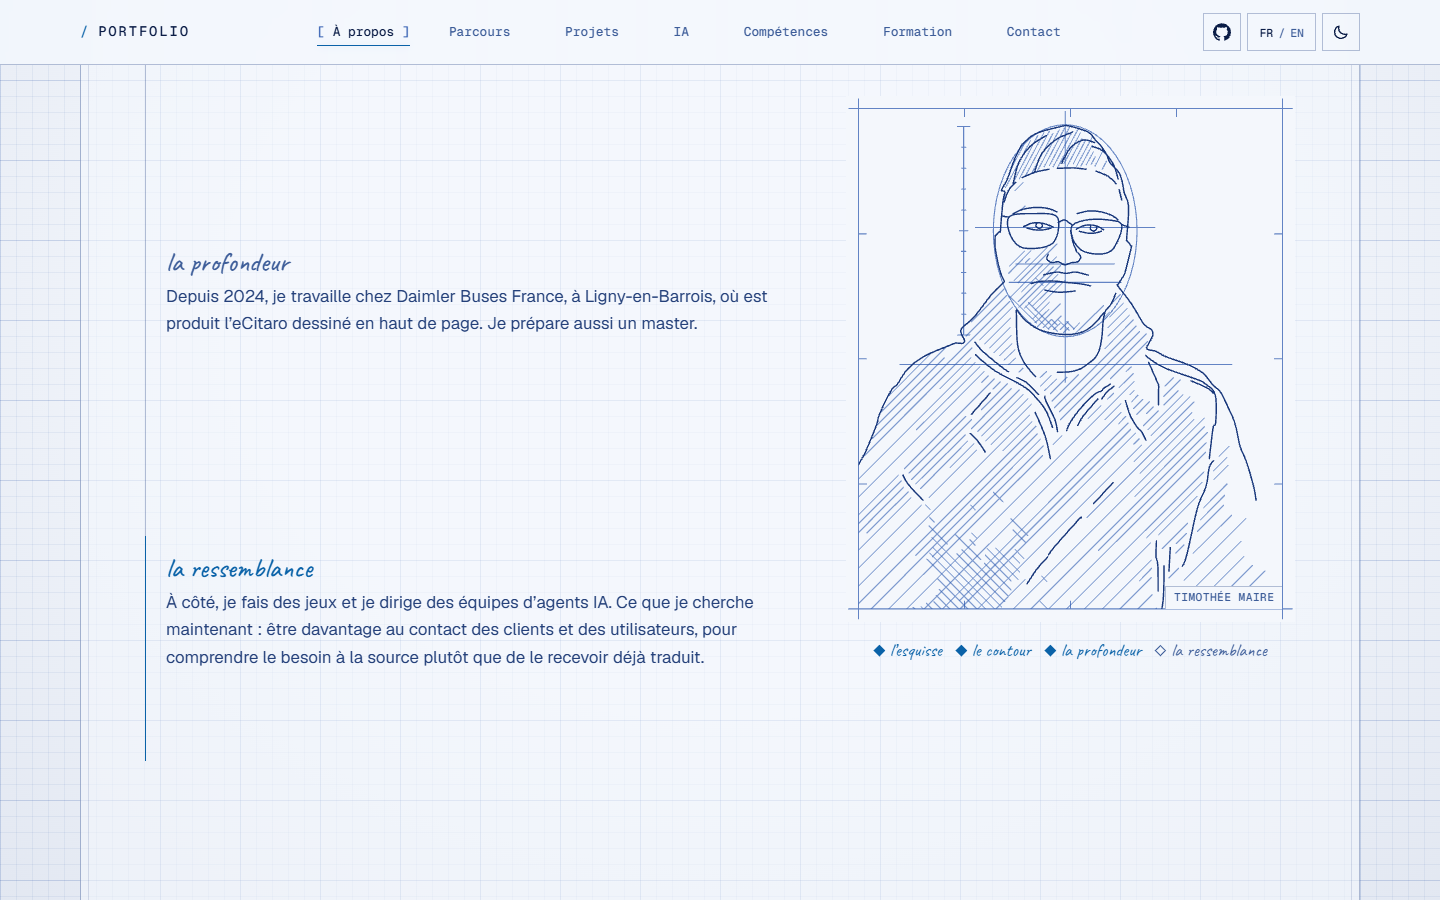 / PORTFOLIO
[ À propos ]
Parcours
Projets
IA
Compétences
Formation
Contact
FR / EN
la profondeur
Depuis 2024, je travaille chez Daimler Buses France, à Ligny-en-Barrois, où est
produit l’eCitaro dessiné en haut de page. Je prépare aussi un master.
la ressemblance
À côté, je fais des jeux et je dirige des équipes d’agents IA. Ce que je cherche
maintenant : être davantage au contact des clients et des utilisateurs, pour
comprendre le besoin à la source plutôt que de le recevoir déjà traduit.
TIMOTHÉE MAIRE
l’esquisse
le contour
la profondeur
la ressemblance